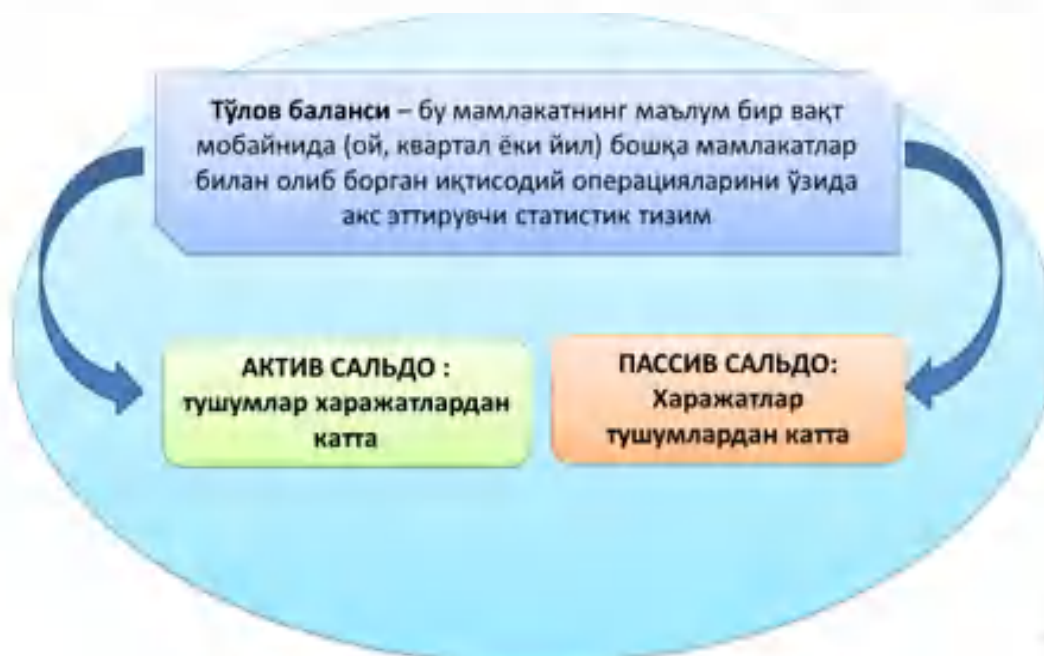 Тўлов баланси – бу мамлакатнинг маълум бир вақт
мобайнида (ой, квартал ёки йил) бошқа мамлакатлар
билан олиб борган иқтисодий операцияларини ўзида
акс эттирувчи статистик тизим
АКТИВ САЛЬДО :
тушумлар харажатлардан
катта
ПАССИВ САЛЬДО:
Харажатлар
тушумлардан катта